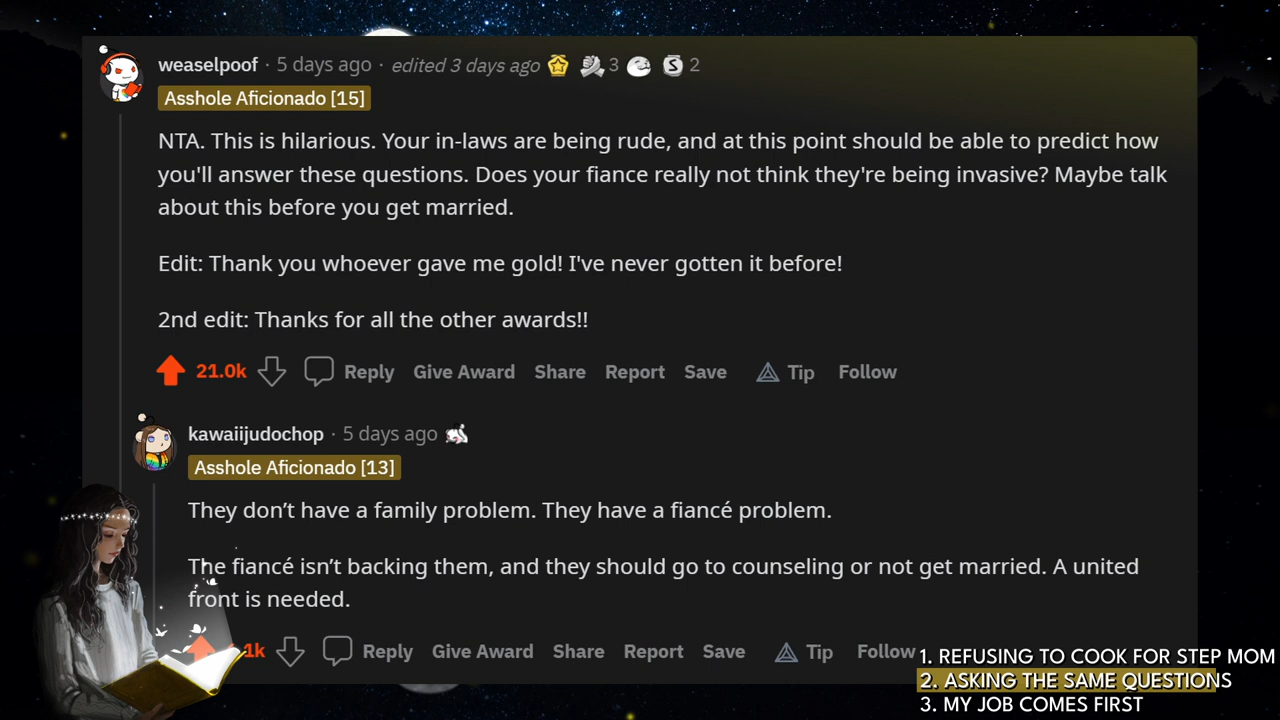 weaselpoof · 5 days ago · edited 3 days ago 3 2
Asshole Aficionado [15]
NTA. This is hilarious. Your in-laws are being rude, and at this point should be able to predict how
you'll answer these questions. Does your fiance really not think they're being invasive? Maybe talk
about this before you get married.
Edit: Thank you whoever gave me gold! I've never gotten it before!
2nd edit: Thanks for all the other awards!!
21.0k Reply Give Award Share Report Save Tip Follow
kawaiijudochop · 5 days ago
Asshole Aficionado [13]
They don’t have a family problem. They have a fiancé problem.
The fiancé isn’t backing them, and they should go to counseling or not get married. A united
front is needed.
Reply Give Award Share Report Save Tip Follow
1. REFUSING TO COOK FOR STEP MOM
2. ASKING THE SAME QUESTIONS
3. MY JOB COMES FIRST